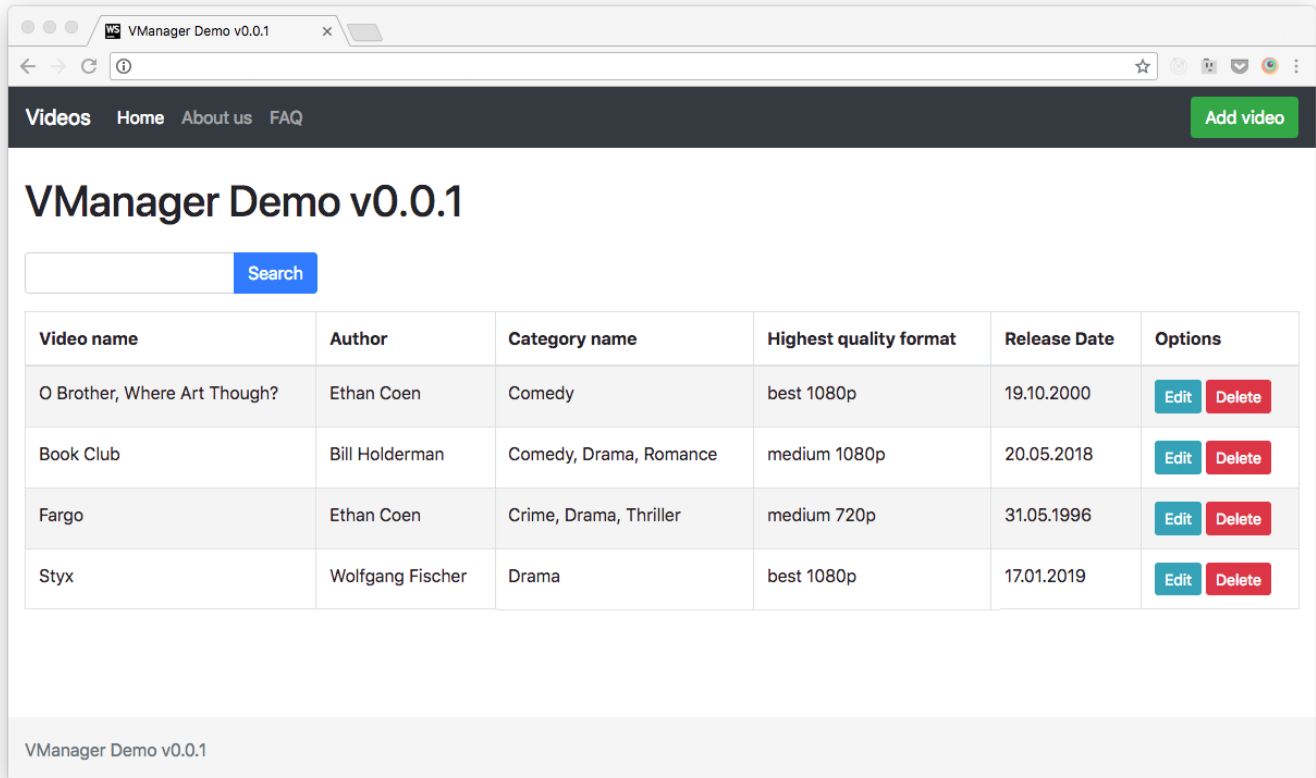 WS VManager Demo v0.0.1
Videos Home About us FAQ Add video
VManager Demo v0.0.1
Search
Video name Author Category name Highest quality format Release Date Options
O Brother, Where Art Though? Ethan Coen Comedy best 1080p 19.10.2000 Edit Delete
Book Club Bill Holderman Comedy, Drama, Romance medium 1080p 20.05.2018 Edit Delete
Fargo Ethan Coen Crime, Drama, Thriller medium 720p 31.05.1996 Edit Delete
Styx Wolfgang Fischer Drama best 1080p 17.01.2019 Edit Delete
VManager Demo v0.0.1